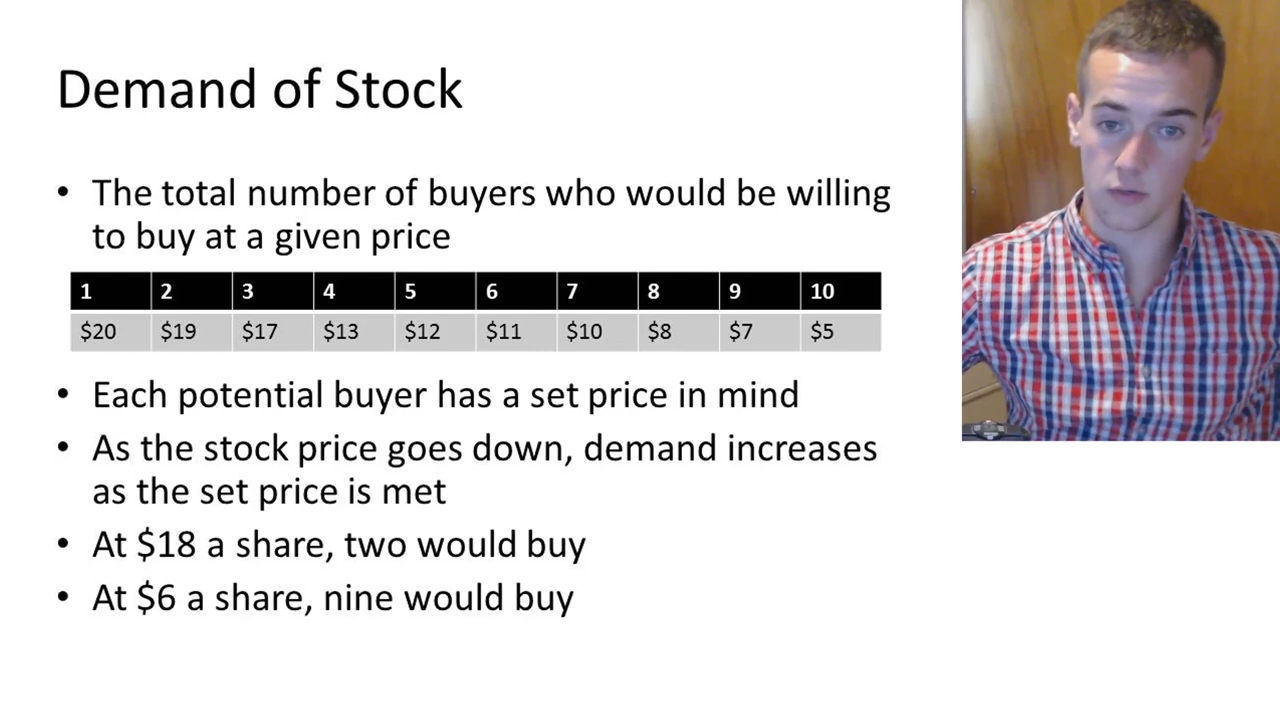 Demand of Stock
• The total number of buyers who would be willing
to buy at a given price
1 2 3 4 5 6 7 8 9 10
$20 $19 $17 $13 $12 $11 $10 $8 $7 $5
• Each potential buyer has a set price in mind
• As the stock price goes down, demand increases
as the set price is met
• At $18 a share, two would buy
• At $6 a share, nine would buy